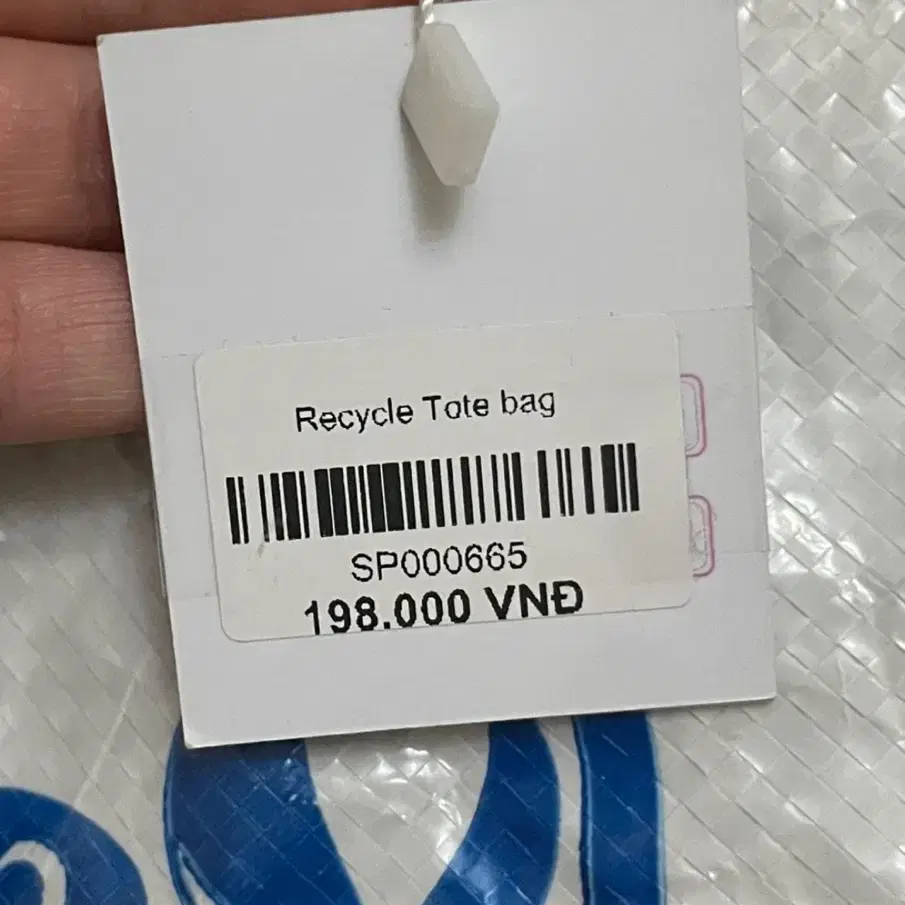 Recycle Tote bag
SP000665
198.000 VNĐ